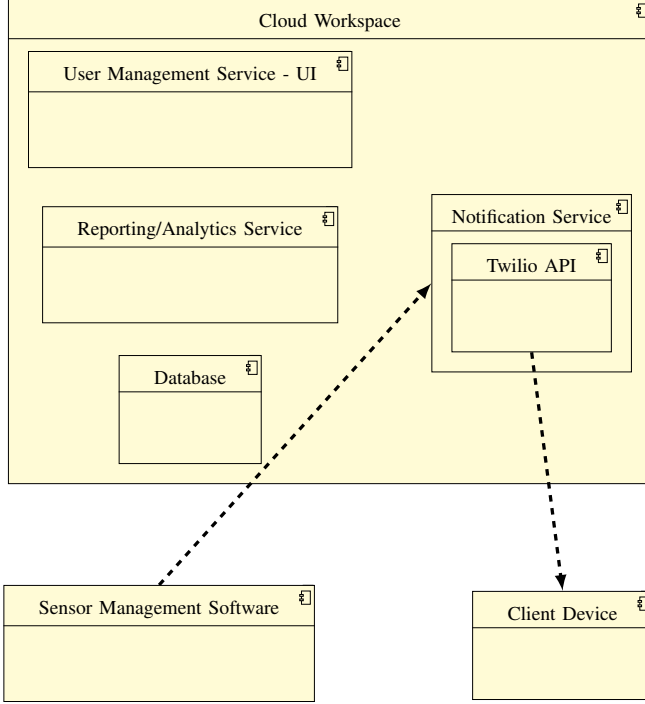 Cloud Workspace
User Management Service - UI
Reporting/Analytics Service
Notification Service
Twilio API
Database
Sensor Management Software
Client Device